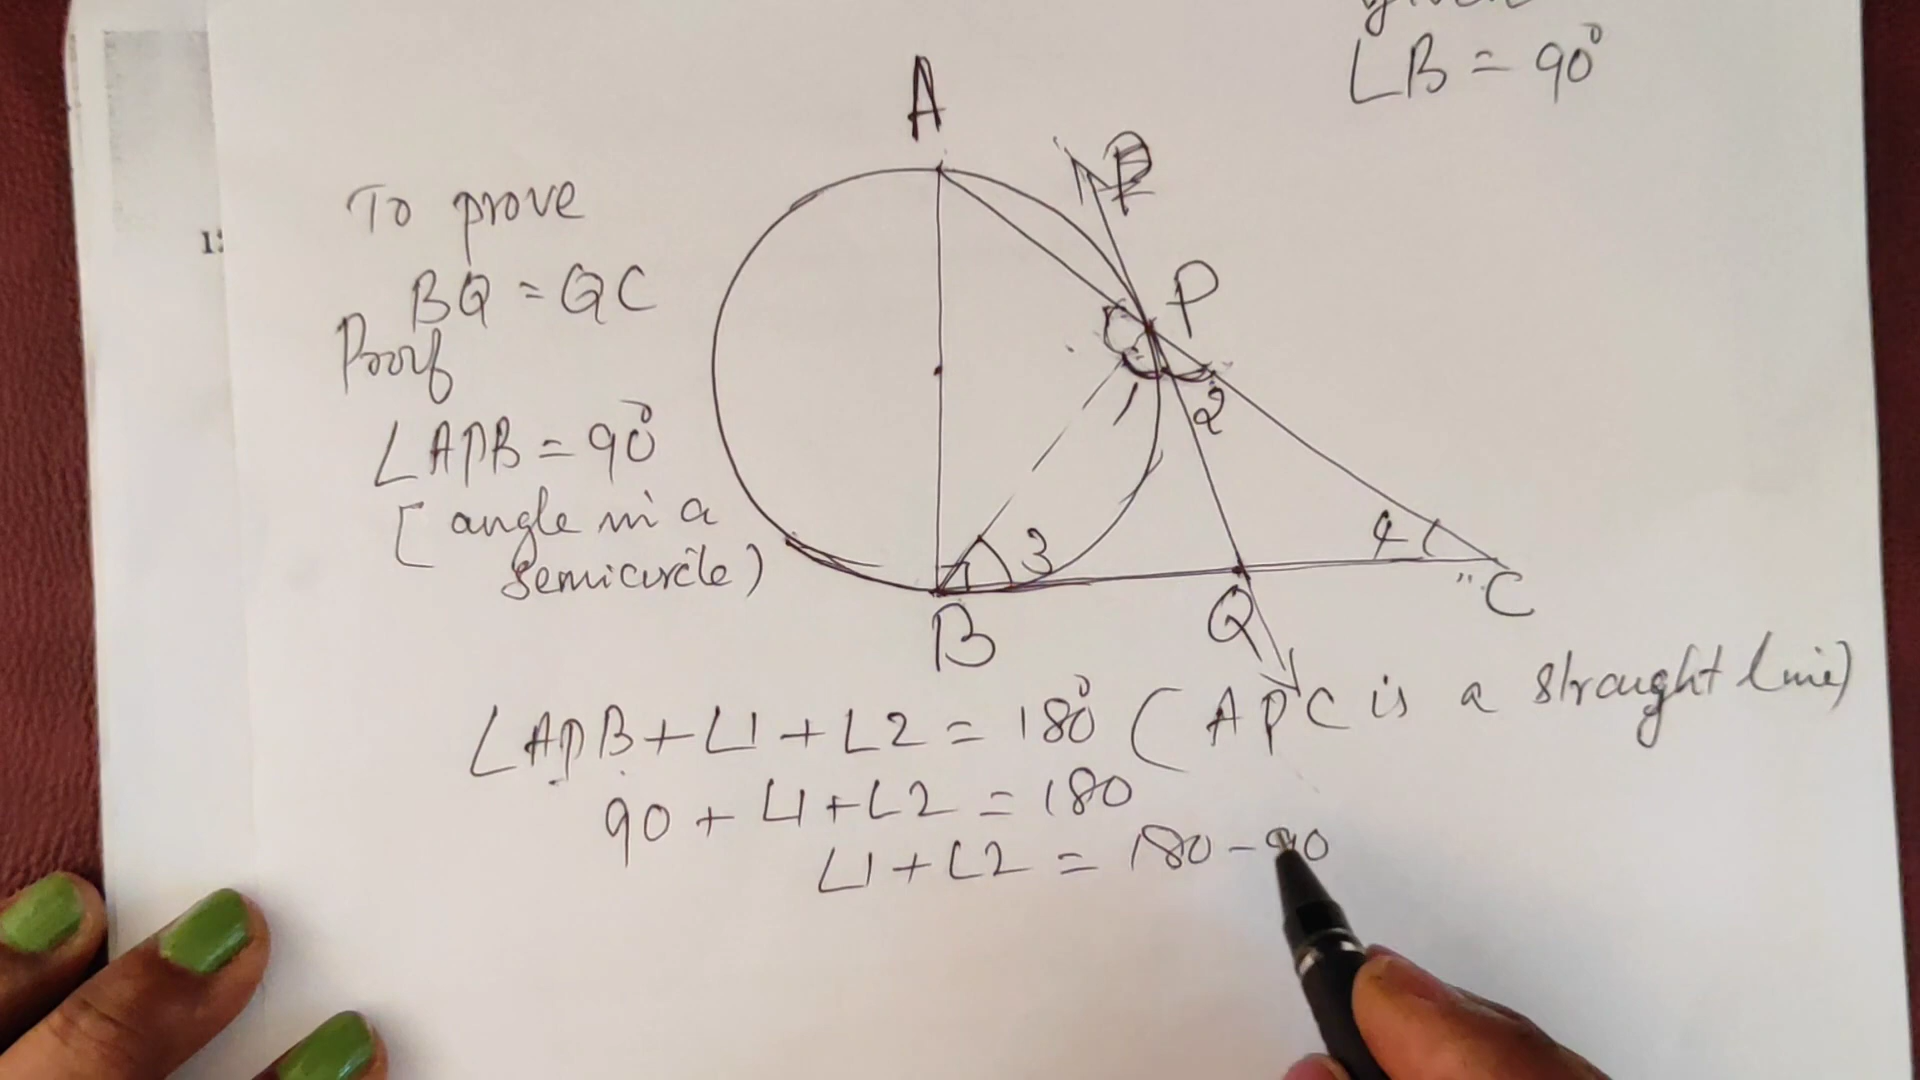 ∠B = 90°
A
P
To prove
BQ = QC
Proof
∠APB = 90°
[ angle in a
semicircle)
1
2
3
4
B
Q
C
∠APB + ∠1 + ∠2 = 180° ( APC is a straught line)
90 + ∠1 + ∠2 = 180
∠1 + ∠2 = 180 - 90